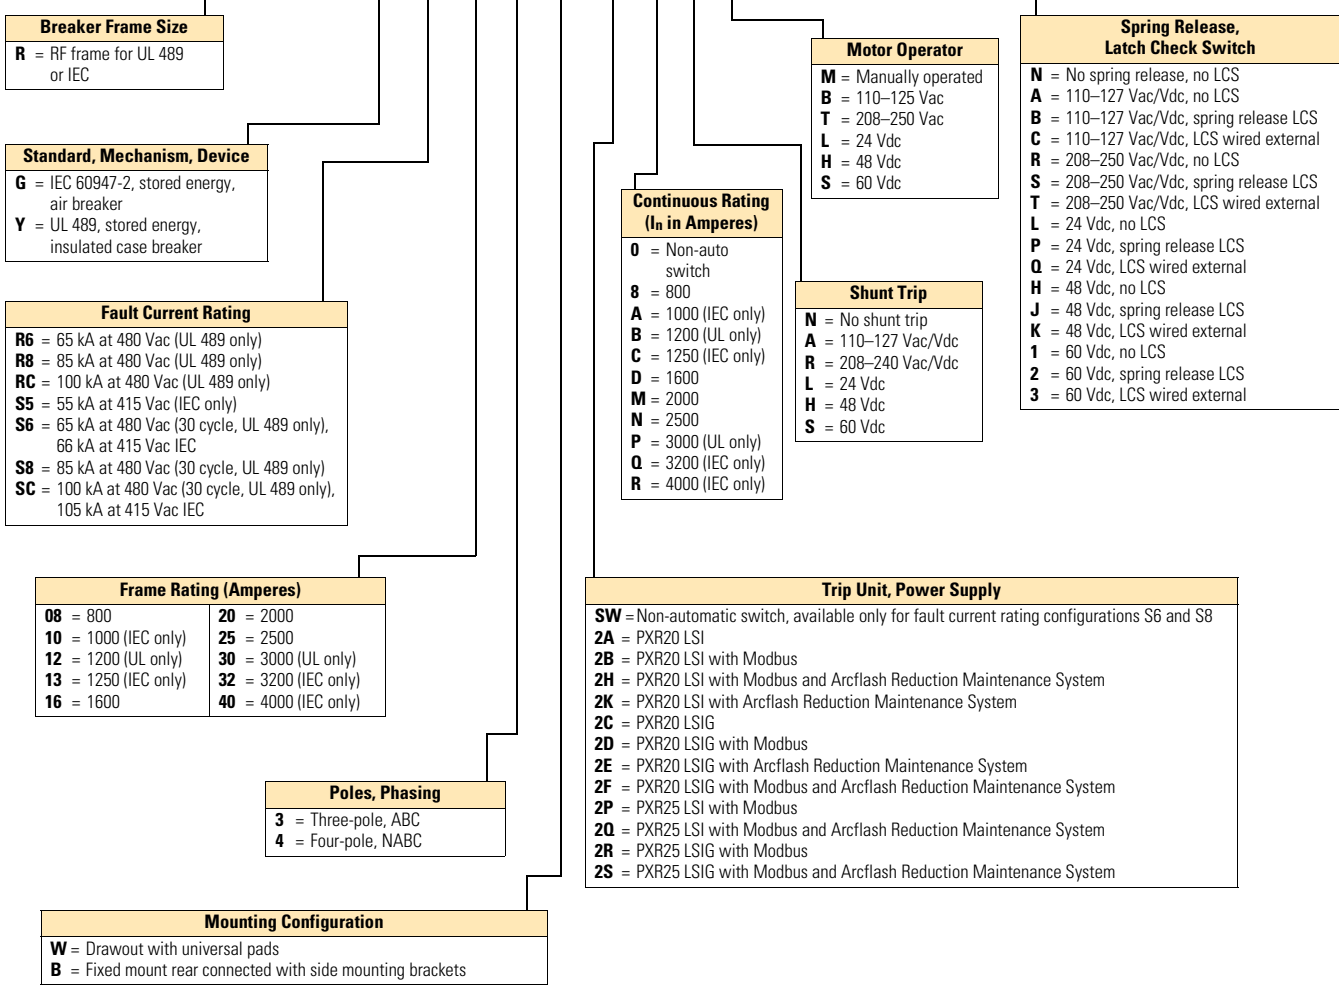 Breaker Frame Size
R = RF frame for UL 489
or IEC
Standard, Mechanism, Device
G = IEC 60947-2, stored energy,
air breaker
Y = UL 489, stored energy,
insulated case breaker
Fault Current Rating
R6 = 65 kA at 480 Vac (UL 489 only)
R8 = 85 kA at 480 Vac (UL 489 only)
RC = 100 kA at 480 Vac (UL 489 only)
S5 = 55 kA at 415 Vac (IEC only)
S6 = 65 kA at 480 Vac (30 cycle, UL 489 only),
66 kA at 415 Vac IEC
S8 = 85 kA at 480 Vac (30 cycle, UL 489 only)
SC = 100 kA at 480 Vac (30 cycle, UL 489 only),
105 kA at 415 Vac IEC
Frame Rating (Amperes)
08 = 800
10 = 1000 (IEC only)
12 = 1200 (UL only)
13 = 1250 (IEC only)
16 = 1600
20 = 2000
25 = 2500
30 = 3000 (UL only)
32 = 3200 (IEC only)
40 = 4000 (IEC only)
Poles, Phasing
3 = Three-pole, ABC
4 = Four-pole, NABC
Mounting Configuration
W = Drawout with universal pads
B = Fixed mount rear connected with side mounting brackets
Trip Unit, Power Supply
SW = Non-automatic switch, available only for fault current rating configurations S6 and S8
2A = PXR20 LSI
2B = PXR20 LSI with Modbus
2H = PXR20 LSI with Modbus and Arcflash Reduction Maintenance System
2K = PXR20 LSI with Arcflash Reduction Maintenance System
2C = PXR20 LSIG
2D = PXR20 LSIG with Modbus
2E = PXR20 LSIG with Arcflash Reduction Maintenance System
2F = PXR20 LSIG with Modbus and Arcflash Reduction Maintenance System
2P = PXR25 LSI with Modbus
2Q = PXR25 LSI with Modbus and Arcflash Reduction Maintenance System
2R = PXR25 LSIG with Modbus
2S = PXR25 LSIG with Modbus and Arcflash Reduction Maintenance System
Continuous Rating
(In in Amperes)
0 = Non-auto
switch
8 = 800
A = 1000 (IEC only)
B = 1200 (UL only)
C = 1250 (IEC only)
D = 1600
M = 2000
N = 2500
P = 3000 (UL only)
Q = 3200 (IEC only)
R = 4000 (IEC only)
Shunt Trip
N = No shunt trip
A = 110–127 Vac/Vdc
R = 208–240 Vac/Vdc
L = 24 Vdc
H = 48 Vdc
S = 60 Vdc
Motor Operator
M = Manually operated
B = 110–125 Vac
T = 208–250 Vac
L = 24 Vdc
H = 48 Vdc
S = 60 Vdc
Spring Release,
Latch Check Switch
N = No spring release, no LCS
A = 110–127 Vac/Vdc, no LCS
B = 110–127 Vac/Vdc, spring release LCS
C = 110–127 Vac/Vdc, LCS wired external
R = 208–250 Vac/Vdc, no LCS
S = 208–250 Vac/Vdc, spring release LCS
T = 208–250 Vac/Vdc, LCS wired external
L = 24 Vdc, no LCS
P = 24 Vdc, spring release LCS
Q = 24 Vdc, LCS wired external
H = 48 Vdc, no LCS
J = 48 Vdc, spring release LCS
K = 48 Vdc, LCS wired external
1 = 60 Vdc, no LCS
2 = 60 Vdc, spring release LCS
3 = 60 Vdc, LCS wired external